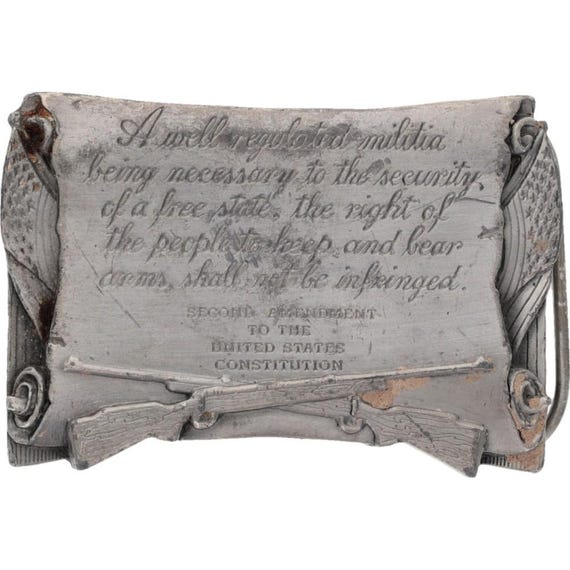 A well regulated militia
being necessary to the security
of a free state, the right of
the people to keep and bear
arms, shall not be infringed.
SECOND AMENDMENT
TO THE
UNITED STATES
CONSTITUTION